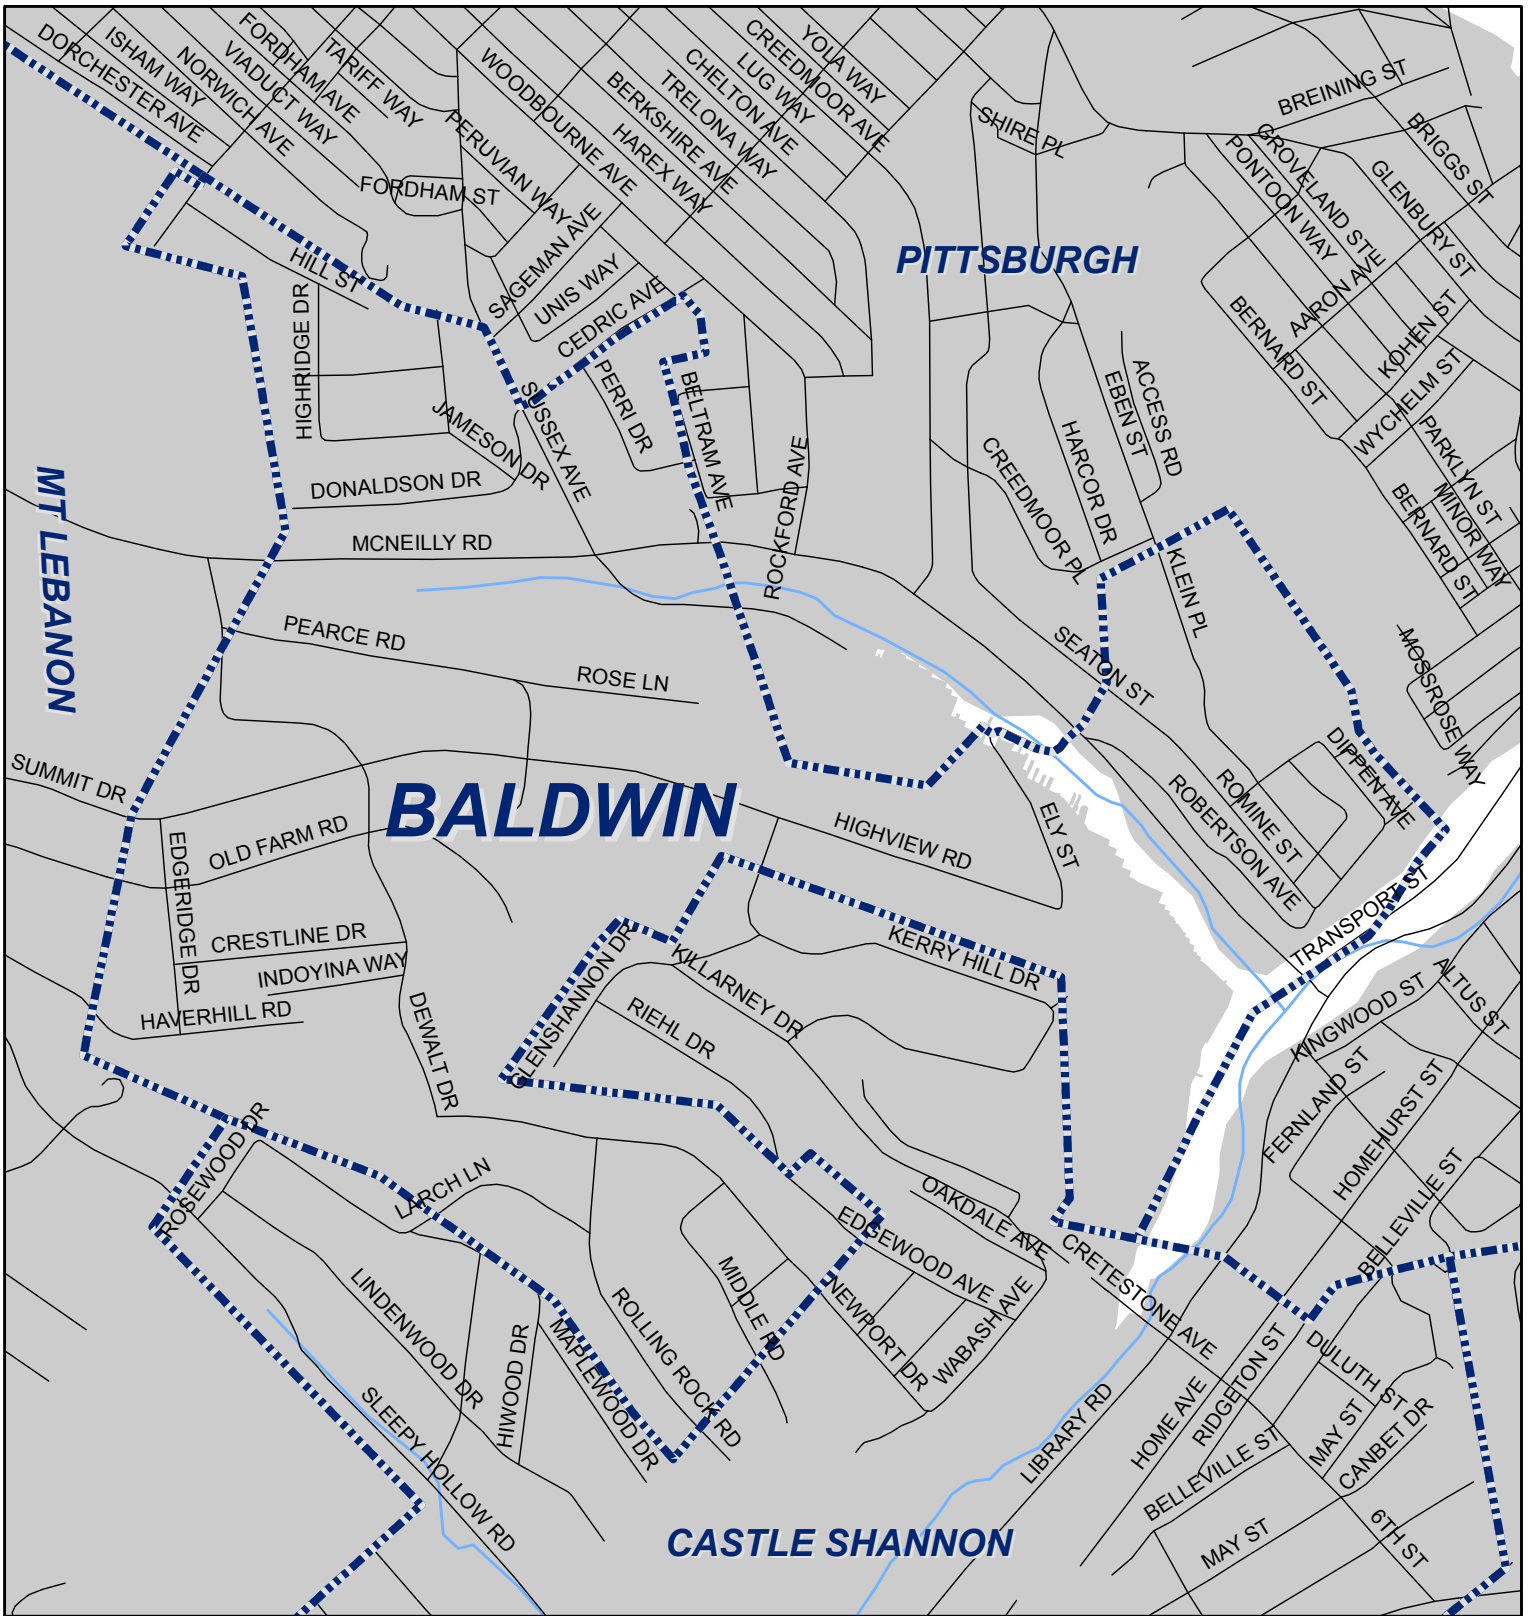 DORCHESTER AVE
ISHAM WAY
NORWICH AVE
VIADUCT WAY
FORDHAM AVE
TARIFF WAY
FORDHAM ST
PERUVIAN WAY
WOODBOURNE AVE
HAREX WAY
BERKSHIRE AVE
TRELONA WAY
CHELTON AVE
LUG WAY
CREEDMOOR AVE
YOLA WAY
SHIRE PL
BREINING ST
BRIGGS ST
GROVELAND ST
PONTOON WAY
GLENBURY ST
AARON AVE
PITTSBURGH
HILL ST
SAGEMAN AVE
UNIS WAY
CEDRIC AVE
HIGHRIDGE DR
BERNARD ST
KOHEN ST
WYCHELM ST
PERRI DR
BELTRAM AVE
SUSSEX AVE
JAMESON DR
DONALDSON DR
ACCESS RD
EBEN ST
HARCOR DR
CREEDMOOR PL
ROCKFORD AVE
PARKLYN ST
MINOR WAY
BERNARD ST
MT LEBANON
MCNEILLY RD
KLEIN PL
PEARCE RD
ROSE LN
SEATON ST
MOSSROSE WAY
SUMMIT DR
BALDWIN
DIPPEN AVE
ROMINE ST
ROBERTSON AVE
OLD FARM RD
EDGERIDGE DR
HIGHVIEW RD
ELY ST
TRANSPORT ST
CRESTLINE DR
INDOYINA WAY
HAVERHILL RD
DEWALT DR
GLENSHANNON DR
KILLARNEY DR
RIEHL DR
KERRY HILL DR
KINGWOOD ST
ALTUS ST
FERNLAND ST
HOMEHURST ST
BELLEVILLE ST
ROSEWOOD DR
LARCH LN
OAKDALE AVE
EDGEWOOD AVE
CRETESTONE AVE
WABASH AVE
NEWPORT DR
MIDDLE RD
ROLLING ROCK RD
LINDENWOOD DR
HIWOOD DR
MAPLEWOOD DR
SLEEPY HOLLOW RD
LIBRARY RD
HOME AVE
RIDGETON ST
DULUTH ST
MAY ST
CANBET DR
BELLEVILLE ST
MAY ST
6TH ST
CASTLE SHANNON